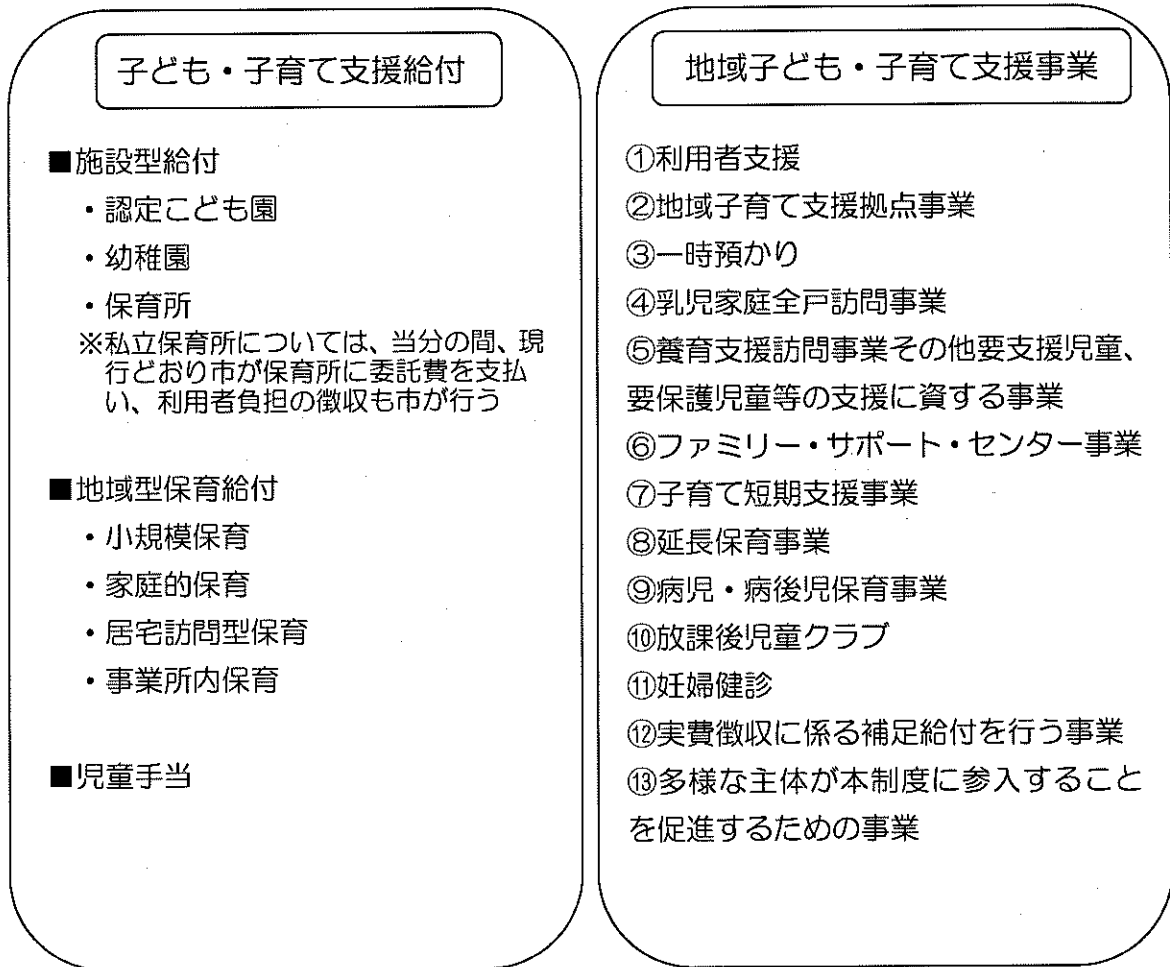 子ども・子育て支援給付
■施設型給付
・認定こども園
・幼稚園
・保育所
※私立保育所については、当分の間、現
行どおり市が保育所に委託費を支払
い、利用者負担の徴収も市が行う
■地域型保育給付
・小規模保育
・家庭的保育
・居宅訪問型保育
・事業所内保育
■児童手当
地域子ども・子育て支援事業
①利用者支援
②地域子育て支援拠点事業
③一時預かり
④乳児家庭全戸訪問事業
⑤養育支援訪問事業その他要支援児童、
要保護児童等の支援に資する事業
⑥ファミリー・サポート・センター事業
⑦子育て短期支援事業
⑧延長保育事業
⑨病児・病後児保育事業
⑩放課後児童クラブ
⑪妊婦健診
⑫実費徴収に係る補足給付を行う事業
⑬多様な主体が本制度に参入すること
を促進するための事業